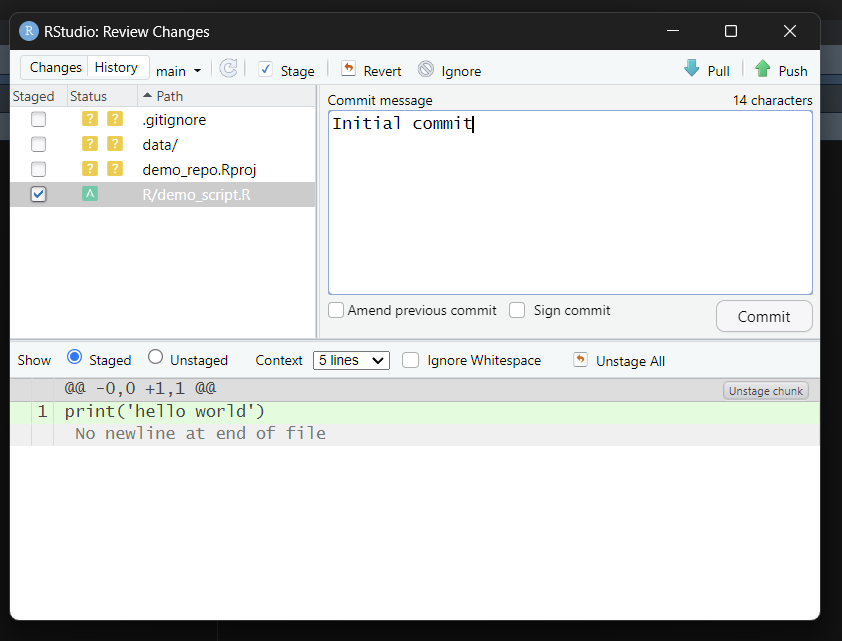 R RStudio: Review Changes
Changes History main Stage Revert Ignore Pull Push
Staged Status Path
? ? .gitignore
? ? data/
? ? demo_repo.Rproj
A R/demo_script.R
Commit message 14 characters
Initial commit
Amend previous commit Sign commit Commit
Show Staged Unstaged Context 5 lines Ignore Whitespace Unstage All
@@ -0,0 +1,1 @@ Unstage chunk
1 print('hello world')
No newline at end of file